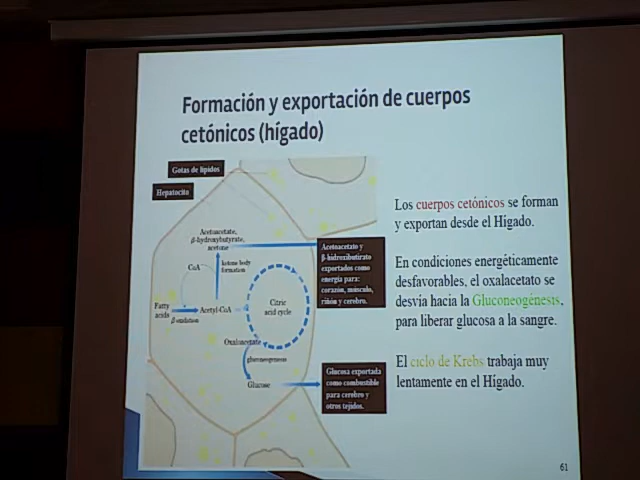 Formación y exportación de cuerpos
cetónicos (hígado)
Gotas de lípidos
Hepatocito
Acetoacetate,
β-hydroxybutyrate,
acetone
CoA
ketone body
formation
Fatty
acids
β oxidation
Acetyl-CoA
Citric
acid cycle
Oxaloacetate
gluconeogenesis
Glucose
Acetoacetato y
β-hidroxibutirato
exportados como
energía para:
corazón, músculo,
riñón y cerebro.
Glucosa exportada
como combustible
para cerebro y
otros tejidos.
Los cuerpos cetónicos se forman
y exportan desde el Hígado.
En condiciones energéticamente
desfavorables, el oxalacetato se
desvia hacia la Gluconeogénesis,
para liberar glucosa a la sangre.
El ciclo de Krebs trabaja muy
lentamente en el Hígado.
61